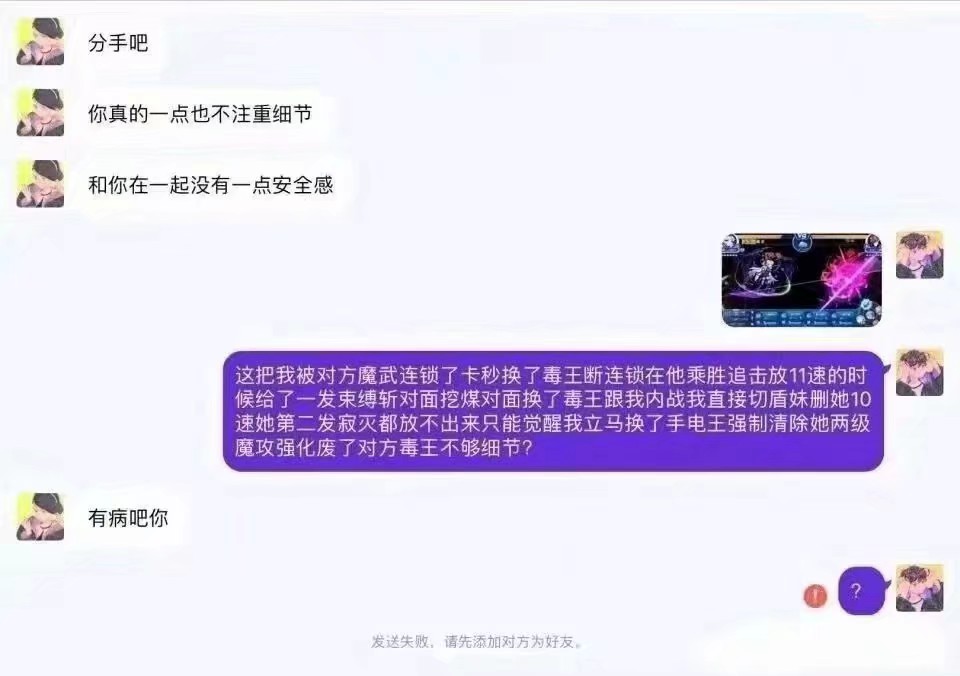 分手吧
你真的一点也不注重细节
和你在一起没有一点安全感
这把我被对方魔武连锁了卡秒换了毒王断连锁在他乘胜追击放11速的时
候给了一发束缚斩对面挖煤对面换了毒王跟我内战我直接切盾妹删她10
速她第二发寂灭都放不出来只能觉醒我立马换了手电王强制清除她两级
魔攻强化废了对方毒王不够细节?
有病吧你
?
发送失败，请先添加对方为好友。